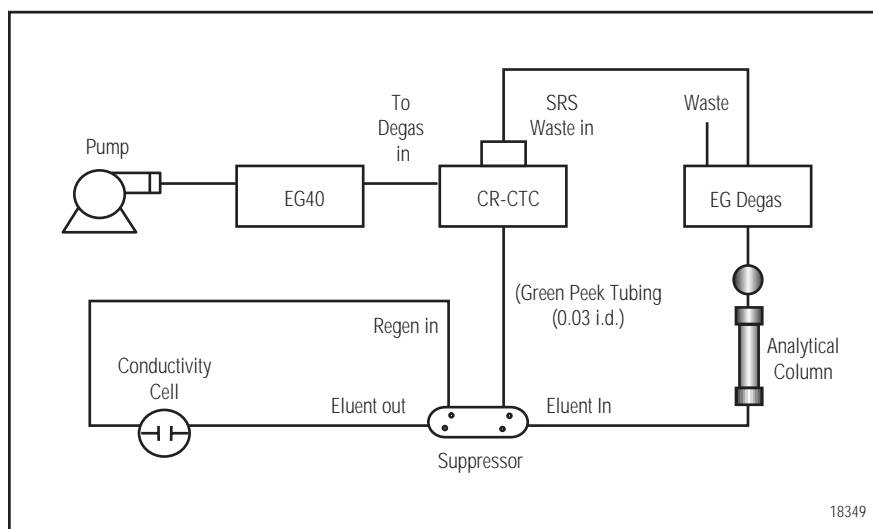 To
Degas
in
SRS
Waste in
Waste
Pump
EG40
CR-CTC
EG Degas
(Green Peek Tubing
(0.03 i.d.)
Regen in
Analytical
Column
Conductivity
Cell
Eluent out
Eluent In
Suppressor
18349